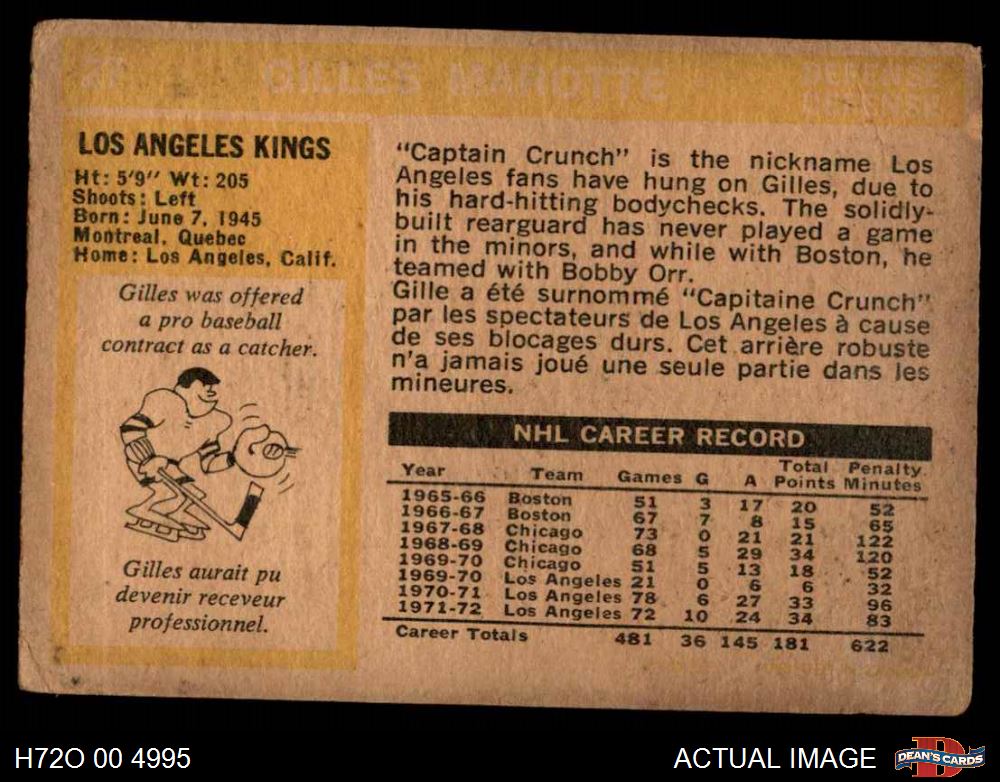 GILLES MAROTTE
DEFENSE
DEFENSE
LOS ANGELES KINGS
Ht: 5'9" Wt: 205
Shoots: Left
Born: June 7, 1945
Montreal, Quebec
Home: Los Angeles, Calif.
Gilles was offered
a pro baseball
contract as a catcher.
Gilles aurait pu
devenir receveur
professionnel.
"Captain Crunch" is the nickname Los
Angeles fans have hung on Gilles, due to
his hard-hitting bodychecks. The solidly-
built rearguard has never played a game
in the minors, and while with Boston, he
teamed with Bobby Orr.
Gille a été surnommé "Capitaine Crunch"
par les spectateurs de Los Angeles à cause
de ses blocages durs. Cet arrière robuste
n'a jamais joué une seule partie dans les
mineures.
NHL CAREER RECORD
Year Team Games G A Total Points Penalty Minutes
1965-66 Boston 51 3 17 20 52
1966-67 Boston 67 7 8 15 65
1967-68 Chicago 73 0 21 21 122
1968-69 Chicago 68 5 29 34 120
1969-70 Chicago 51 5 13 18 52
1969-70 Los Angeles 21 0 6 6 32
1970-71 Los Angeles 78 6 27 33 96
1971-72 Los Angeles 72 10 24 34 83
Career Totals 481 36 145 181 622
H72O 00 4995
ACTUAL IMAGE
DEAN'S CARDS